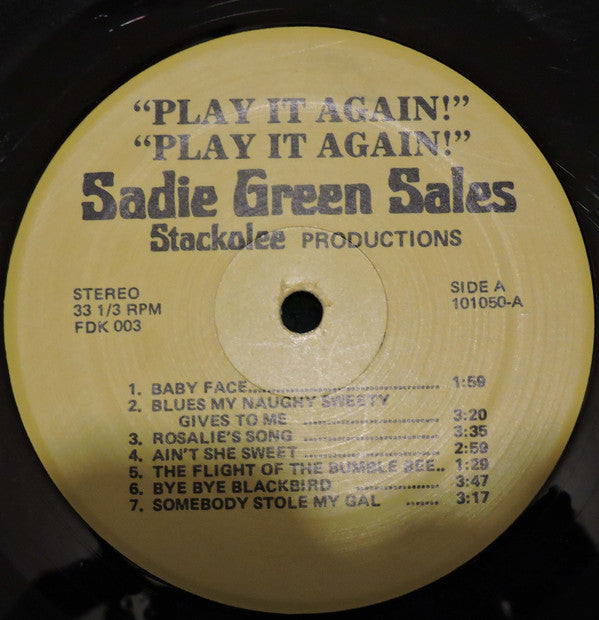 “PLAY IT AGAIN!”
“PLAY IT AGAIN!”
Sadie Green Sales
Stackolee PRODUCTIONS
STEREO
33 1/3 RPM
FDK 003
SIDE A
101050-A
1. BABY FACE........................................ 1:59
2. BLUES MY NAUGHY SWEETY
GIVES TO ME ........................ 3:20
3. ROSALIE'S SONG ............................ 3:35
4. AIN'T SHE SWEET ............................ 2:59
5. THE FLIGHT OF THE BUMBLE BEE.. 1:29
6. BYE BYE BLACKBIRD ................ 3:47
7. SOMEBODY STOLE MY GAL ....... 3:17